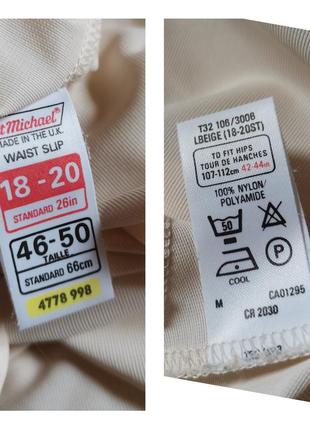 Michael
MADE IN THE U.K.
WAIST SLIP
18-20
STANDARD 26in
46-50
TAILLE
STANDARD 66cm
4778 998
T32 106/3006
LBEIGE (18-20ST)
TO FIT HIPS
TOUR DE HANCHES
107-112cm 42-44in
100% NYLON/
POLYAMIDE
50
P
COOL
M
CA01295
CR 2030